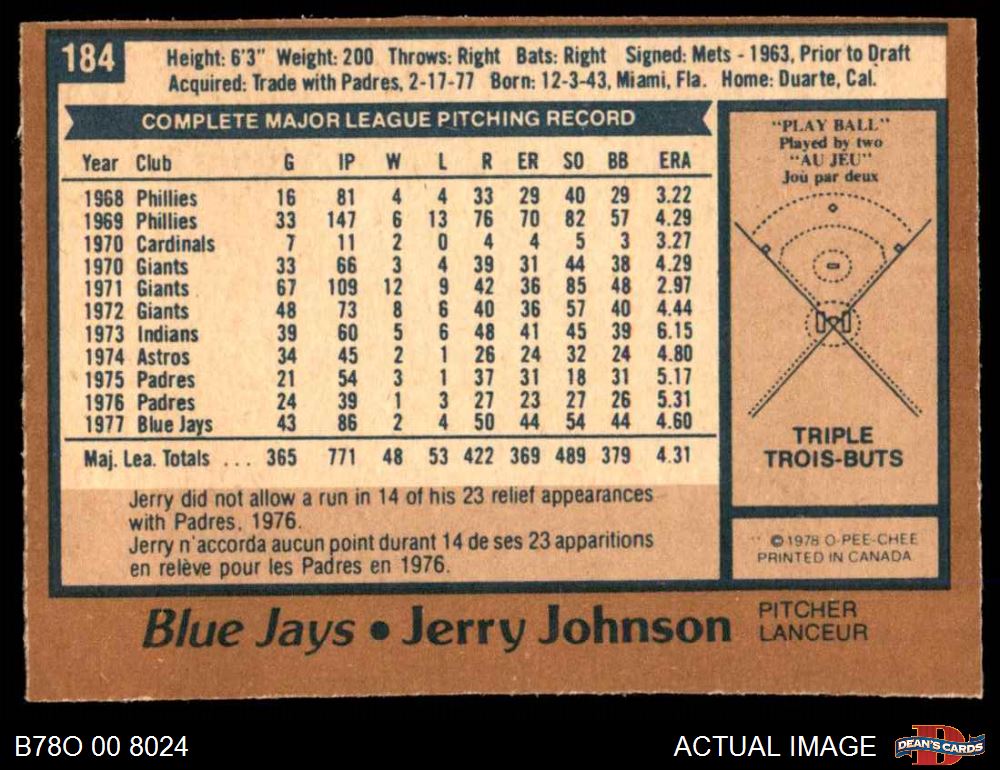 184
Height: 6'3" Weight: 200 Throws: Right Bats: Right Signed: Mets - 1963, Prior to Draft
Acquired: Trade with Padres, 2-17-77 Born: 12-3-43, Miami, Fla. Home: Duarte, Cal.
COMPLETE MAJOR LEAGUE PITCHING RECORD
Year Club G IP W L R ER SO BB ERA
1968 Phillies 16 81 4 4 33 29 40 29 3.22
1969 Phillies 33 147 6 13 76 70 82 57 4.29
1970 Cardinals 7 11 2 0 4 4 5 3 3.27
1970 Giants 33 66 3 4 39 31 44 38 4.29
1971 Giants 67 109 12 9 42 36 85 48 2.97
1972 Giants 48 73 8 6 40 36 57 40 4.44
1973 Indians 39 60 5 6 48 41 45 39 6.15
1974 Astros 34 45 2 1 26 24 32 24 4.80
1975 Padres 21 54 3 1 37 31 18 31 5.17
1976 Padres 24 39 1 3 27 23 27 26 5.31
1977 Blue Jays 43 86 2 4 50 44 54 44 4.60
Maj. Lea. Totals ... 365 771 48 53 422 369 489 379 4.31
Jerry did not allow a run in 14 of his 23 relief appearances
with Padres, 1976.
Jerry n'accorda aucun point durant 14 de ses 23 apparitions
en relève pour les Padres en 1976.
"PLAY BALL"
Played by two
"AU JEU"
Joù par deux
TRIPLE
TROIS-BUTS
© 1978 O-PEE-CHEE
PRINTED IN CANADA
Blue Jays • Jerry Johnson
PITCHER
LANCEUR
B78O 00 8024
ACTUAL IMAGE
DEAN'S CARDS